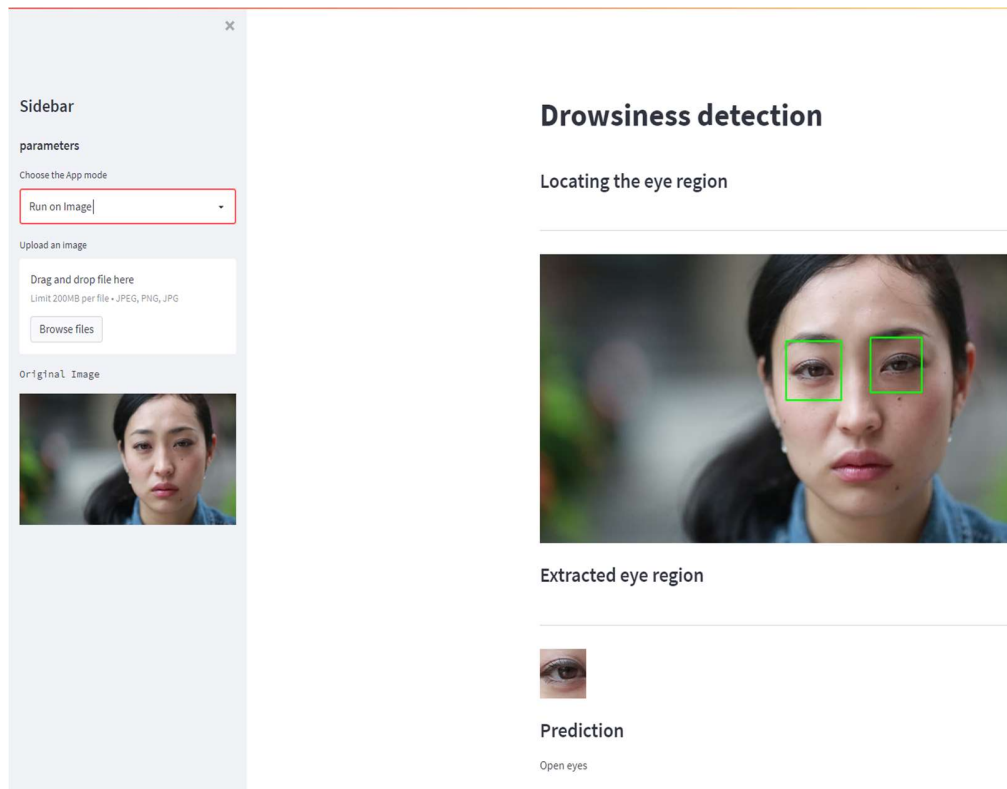 Sidebar
parameters
Choose the App mode
Run on Image
Upload an image
Drag and drop file here
Limit 200MB per file • JPEG, PNG, JPG
Browse files
Original Image
Drowsiness detection
Locating the eye region
Extracted eye region
Prediction
Open eyes